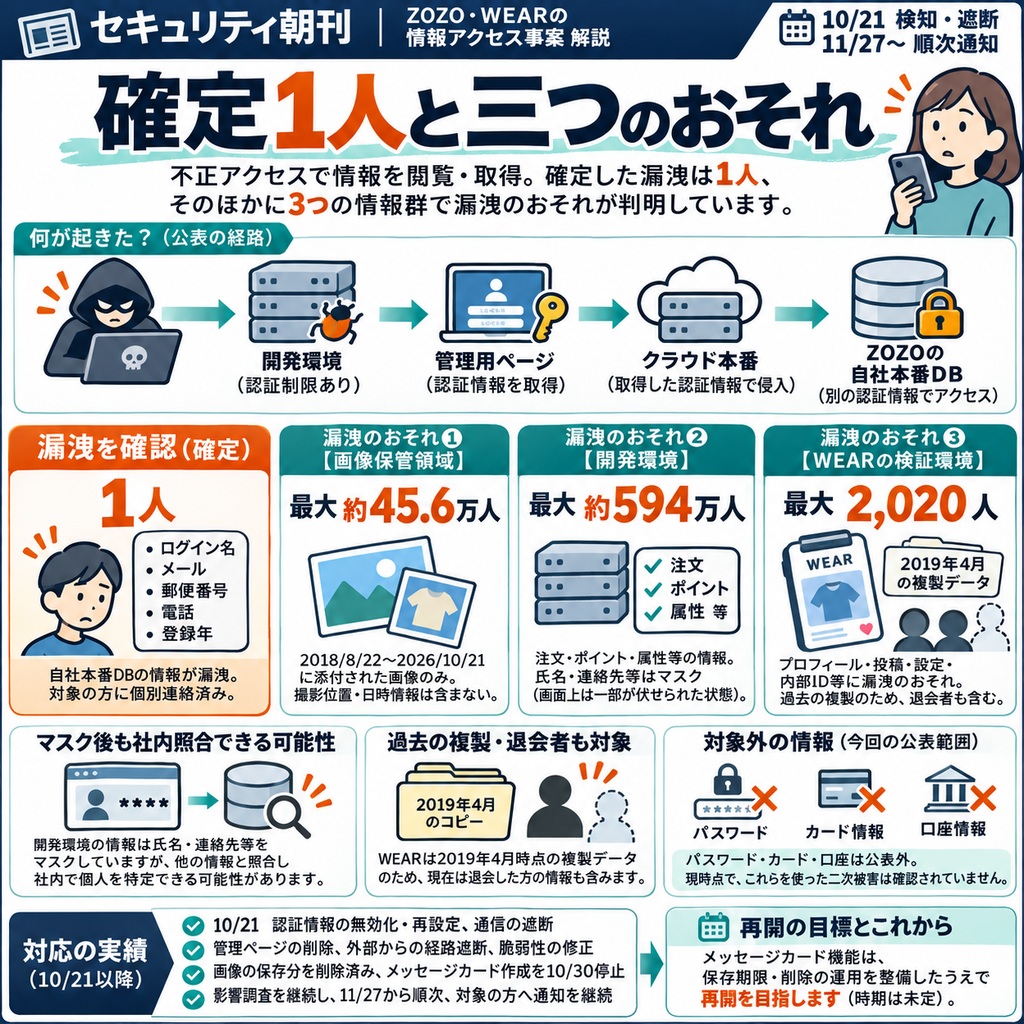 セキュリティ朝刊
ZOZO・WEARの
情報アクセス事案 解説
10/21 検知・遮断
11/27～ 順次通知
確定1人と三つのおそれ
不正アクセスで情報を閲覧・取得。確定した漏洩は1人、
そのほかに3つの情報群で漏洩のおそれが判明しています。
何が起きた？（公表の経路）
開発環境
（認証制限あり）
管理用ページ
（認証情報を取得）
クラウド本番
（取得した認証情報で侵入）
ZOZOの
自社本番DB
（別の認証情報でアクセス）
漏洩を確認（確定）
1人
• ログイン名
• メール
• 郵便番号
• 電話
• 登録年
自社本番DBの情報が漏洩。
対象の方に個別連絡済み。
漏洩のおそれ❶
【画像保管領域】
最大 約45.6万人
2018/8/22～2026/10/21
に添付された画像のみ。
撮影位置・日時情報は含まない。
漏洩のおそれ❷
【開発環境】
最大 約594万人
✓ 注文
✓ ポイント
✓ 属性 等
注文・ポイント・属性等の情報。
氏名・連絡先等はマスク
（画面上は一部が伏せられた状態）。
漏洩のおそれ❸
【WEARの検証環境】
最大 2,020人
WEAR
2019年4月
の複製データ
プロフィール・投稿・設定・
内部ID等に漏洩のおそれ。
過去の複製のため、退会者も含む。
マスク後も社内照合できる可能性
****
開発環境の情報は氏名・連絡先等を
マスクしていますが、他の情報と照合し
社内で個人を特定できる可能性があります。
過去の複製・退会者も対象
2019年4月
のコピー
WEARは2019年4月時点の複製データ
のため、現在は退会した方の情報も含みます。
対象外の情報（今回の公表範囲）
*****
パスワード
カード情報
口座情報
パスワード・カード・口座は公表外。
現時点で、これらを使った二次被害は確認されていません。
対応の実績
（10/21以降）
10/21 認証情報の無効化・再設定、通信の遮断
管理ページの削除、外部からの経路遮断、脆弱性の修正
画像の保存分を削除済み、メッセージカード作成を10/30停止
影響調査を継続し、11/27から順次、対象の方へ通知を継続
再開の目標とこれから
メッセージカード機能は、
保存期限・削除の運用を整備したうえで
再開を目指します（時期は未定）。